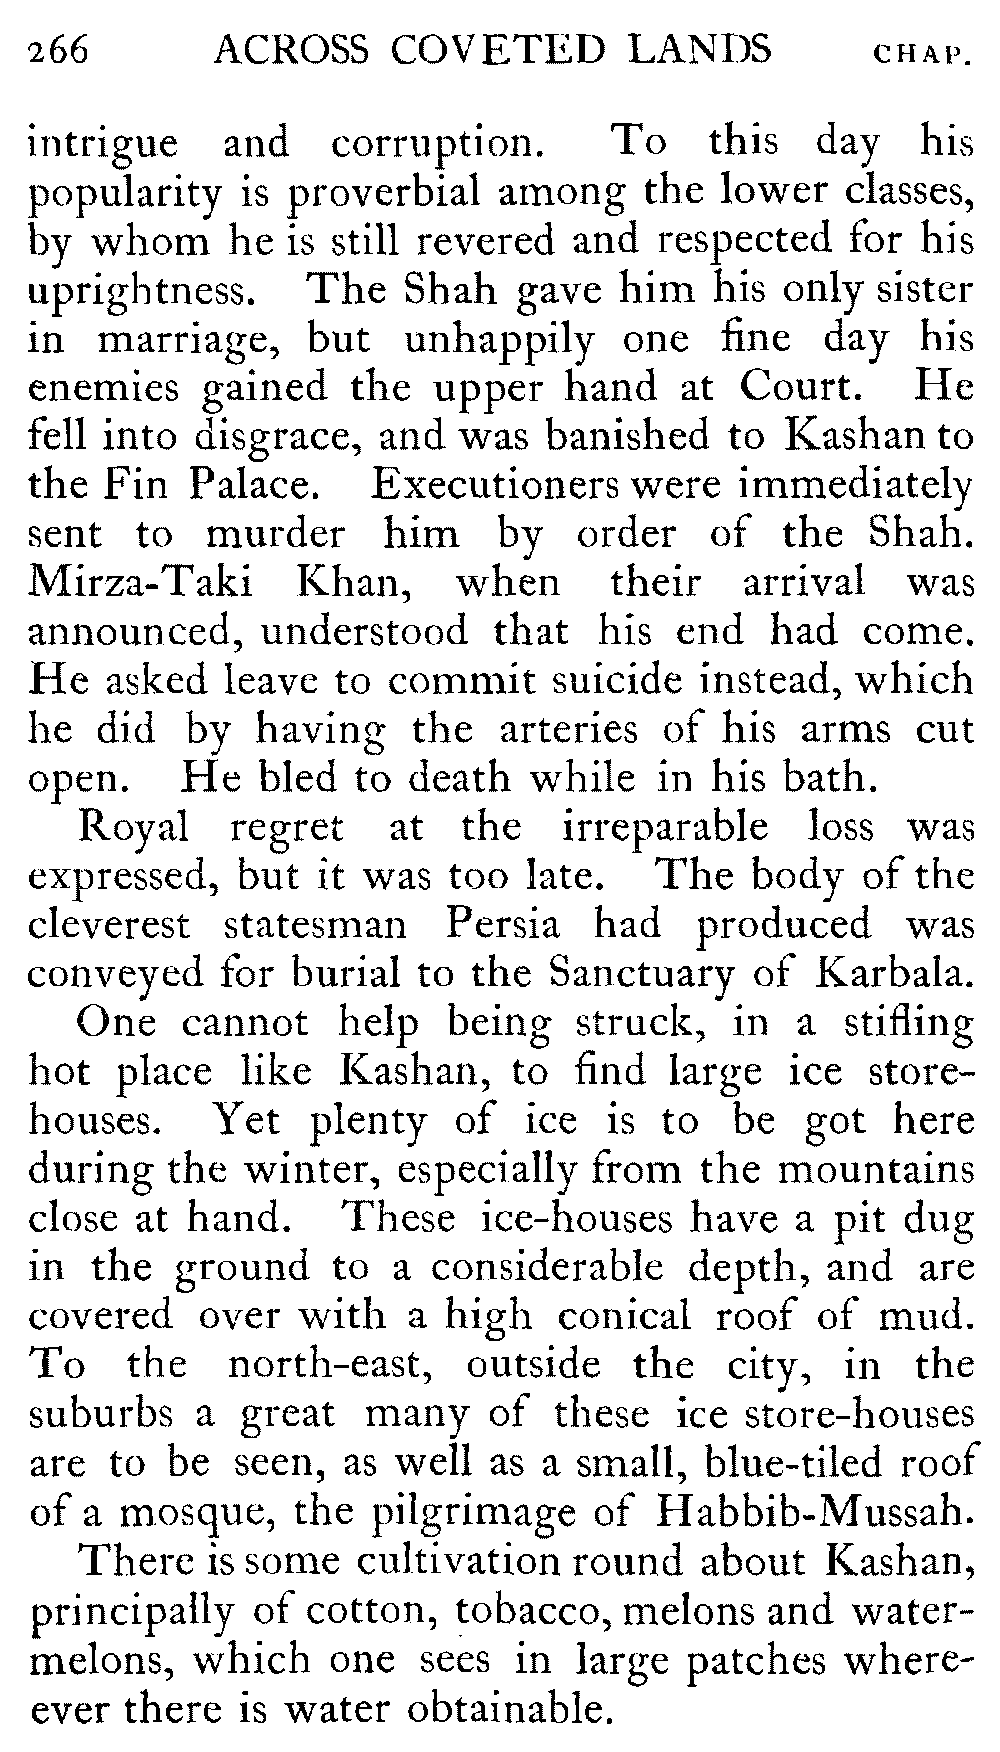 266 ACROSS COVETED LANDS CHAP.
intrigue and corruption. To this day his
popularity is proverbial among the lower classes,
by whom he is still revered and respected for his
uprightness. The Shah gave him his only sister
in marriage, but unhappily one fine day his
enemies gained the upper hand at Court. He
fell into disgrace, and was banished to Kashan to
the Fin Palace. Executioners were immediately
sent to murder him by order of the Shah.
Mirza-Taki Khan, when their arrival was
announced, understood that his end had come.
He asked leave to commit suicide instead, which
he did by having the arteries of his arms cut
open. He bled to death while in his bath.
Royal regret at the irreparable loss was
expressed, but it was too late. The body of the
cleverest statesman Persia had produced was
conveyed for burial to the Sanctuary of Karbala.
One cannot help being struck, in a stifling
hot place like Kashan, to find large ice store-
houses. Yet plenty of ice is to be got here
during the winter, especially from the mountains
close at hand. These ice-houses have a pit dug
in the ground to a considerable depth, and are
covered over with a high conical roof of mud.
To the north-east, outside the city, in the
suburbs a great many of these ice store-houses
are to be seen, as well as a small, blue-tiled roof
of a mosque, the pilgrimage of Habbib-Mussah.
There is some cultivation round about Kashan,
principally of cotton, tobacco, melons and water-
melons, which one sees in large patches where-
ever there is water obtainable.